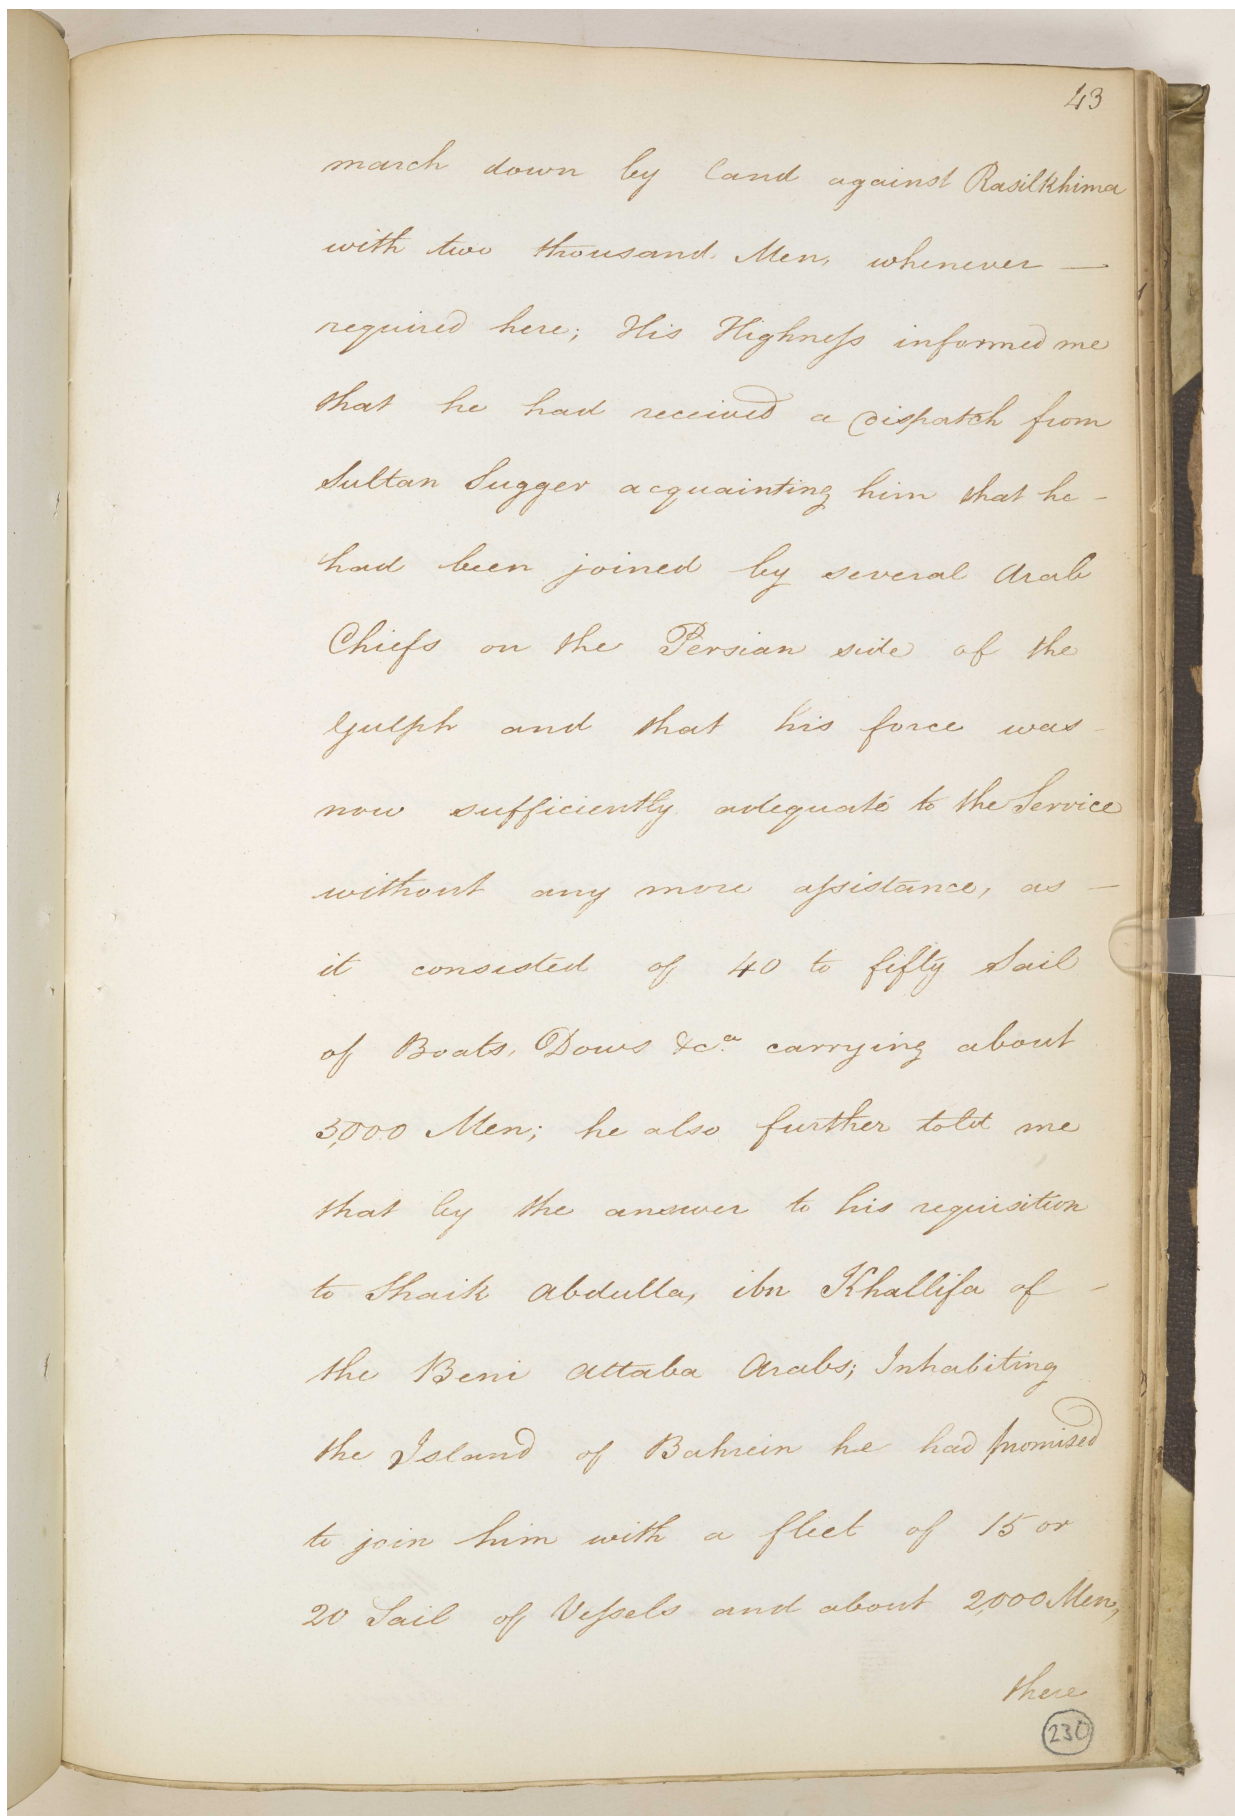 43
march down by land against Rasilkhima
with two thousand Men, whenever —
required here; His Highneſs informed me
that he had received a Dispatch from
Sultan Sugger acquainting him that he -
had been joined by several Arab
Chiefs on the Persian side of the
Gulph and that his force was -
now sufficiently adequate to the Service
without any more aſsistance, as —
it consisted of 40 to fifty Sail
of Boats, Dows &c.a carrying about
3,000 Men; he also further told me
that by the answer to his requisition
to Shaik Abdulla, ibn Khallifa of -
the Beni Attaba Arabs; Inhabiting
the Island of Bahrein he had promised
to join him with a fleet of 15 or
20 Sail of Veſsels and about 2,000 Men,
there
230